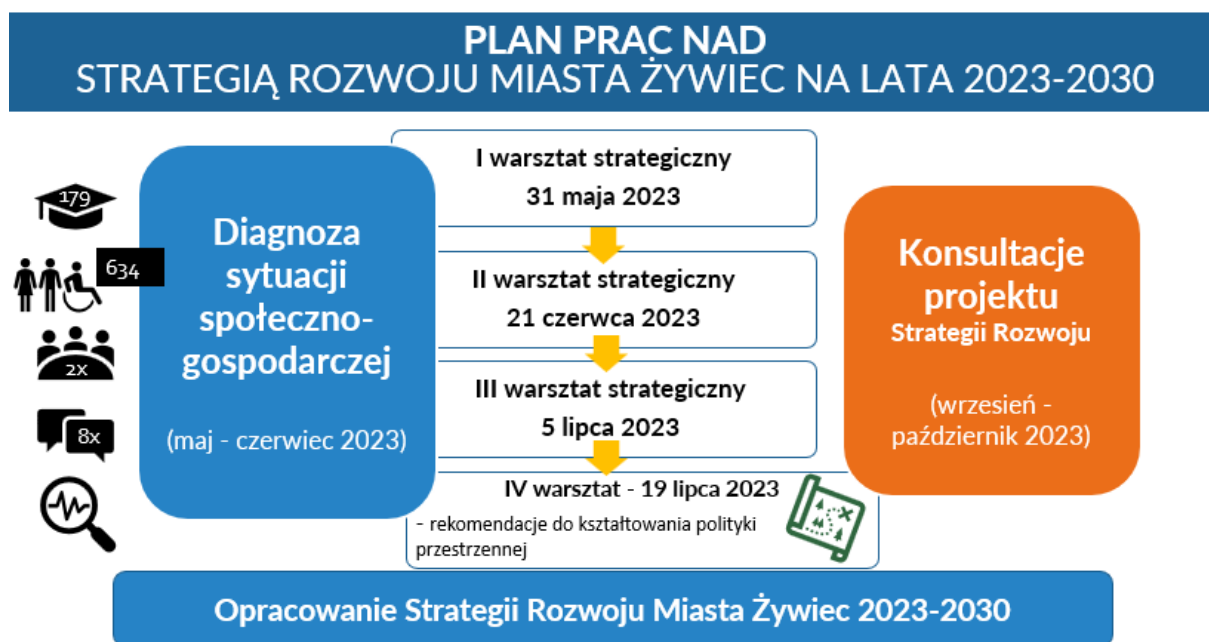 PLAN PRAC NAD
STRATEGIĄ ROZWOJU MIASTA ŻYWIEC NA LATA 2023-2030
179
634
2x
8x
Diagnoza
sytuacji
społeczno-
gospodarczej
(maj - czerwiec 2023)
I warsztat strategiczny
31 maja 2023
II warsztat strategiczny
21 czerwca 2023
III warsztat strategiczny
5 lipca 2023
IV warsztat - 19 lipca 2023
- rekomendacje do kształtowania polityki
przestrzennej
Konsultacje
projektu
Strategii Rozwoju
(wrzesień -
październik 2023)
Opracowanie Strategii Rozwoju Miasta Żywiec 2023-2030